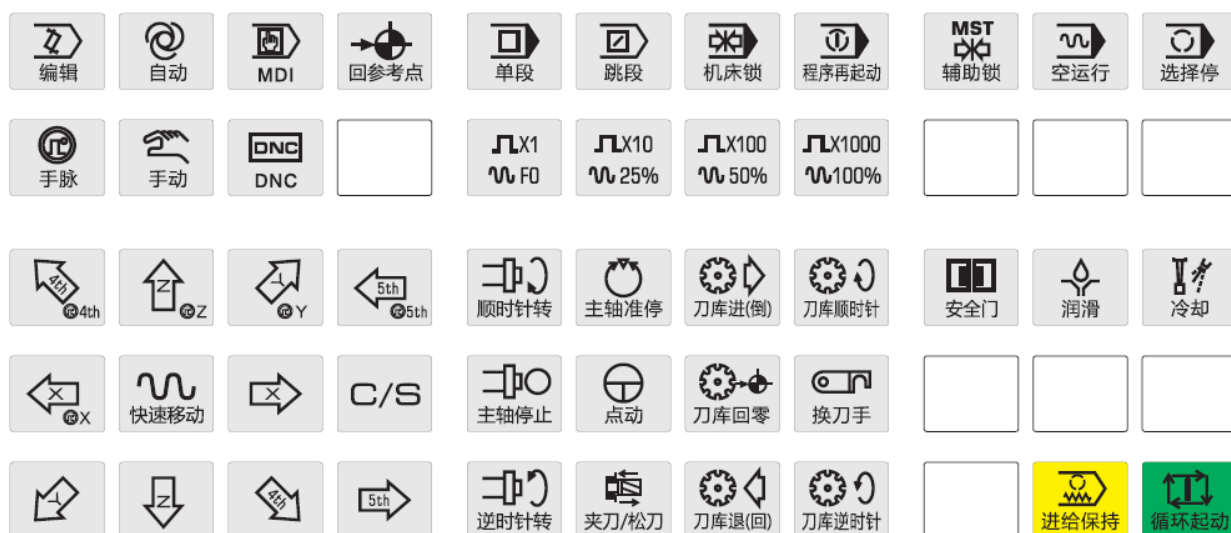 编辑
自动
MDI
回参考点
单段
跳段
机床锁
程序再起动
MST
辅助锁
空运行
选择停
手脉
手动
DNC
DNC
X1
F0
X10
25%
X100
50%
X1000
100%
4th
4th
Z
Z
Y
Y
5th
5th
顺时针转
主轴准停
刀库进(倒)
刀库顺时针
安全门
润滑
冷却
X
X
快速移动
X
C/S
主轴停止
点动
刀库回零
换刀手
Y
Z
4th
5th
逆时针转
夹刀/松刀
刀库退(回)
刀库逆时针
进给保持
循环起动